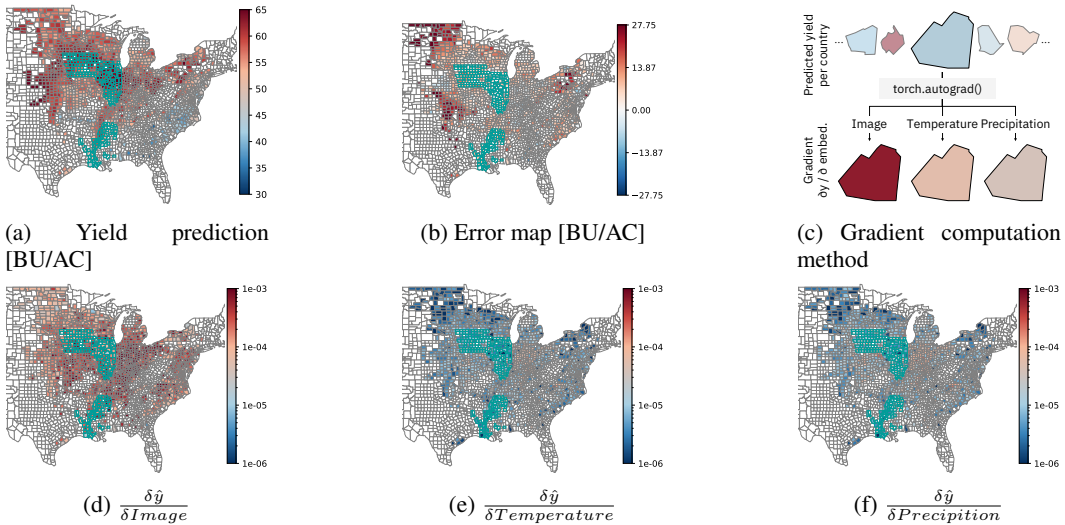 65
60
55
50
45
40
35
30
(a) Yield prediction
[BU/AC]
27.75
13.87
0.00
−13.87
−27.75
(b) Error map [BU/AC]
Predicted yield
per country
... ...
torch.autograd()
Image Temperature Precipitation
Gradient
∂y / ∂ embed.
(c) Gradient computation
method
1e-03
1e-04
1e-05
1e-06
(d) δŷ / δImage
1e-03
1e-04
1e-05
1e-06
(e) δŷ / δTemperature
1e-03
1e-04
1e-05
1e-06
(f) δŷ / δPrecipition